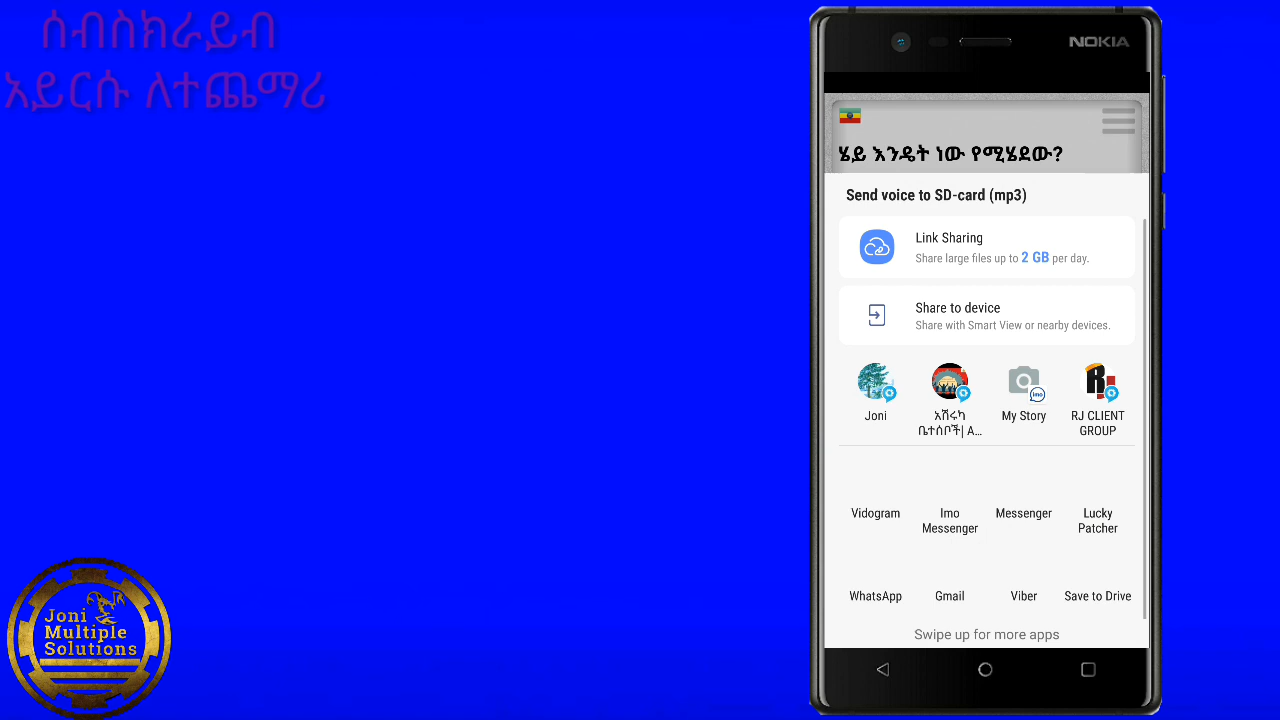 ሰብስክራይብ
አይርሱ ለተጨማሪ
NOKIA
ሄይ እንዴት ነው የሚሄደው?
Send voice to SD-card (mp3)
Link Sharing
Share large files up to 2 GB per day.
Share to device
Share with Smart View or nearby devices.
Joni
አሽሩካ
ቤተሰቦች| A...
My Story
imo
RJ CLIENT
GROUP
Vidogram
Imo
Messenger
Messenger
Lucky
Patcher
WhatsApp
Gmail
Viber
Save to Drive
Swipe up for more apps
Joni
Multiple
Solutions